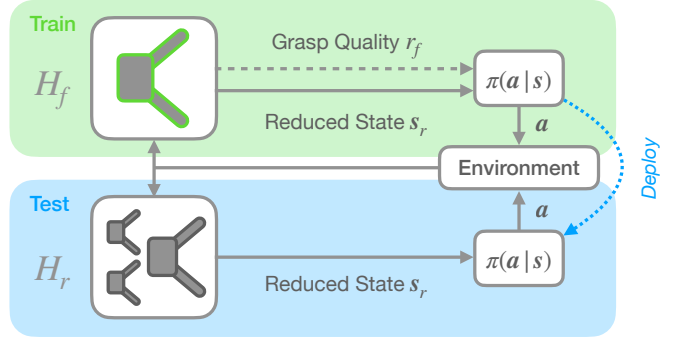 Train
Grasp Quality r_f
H_f
π(a|s)
Reduced State s_r
a
Environment
Deploy
Test
a
H_r
π(a|s)
Reduced State s_r